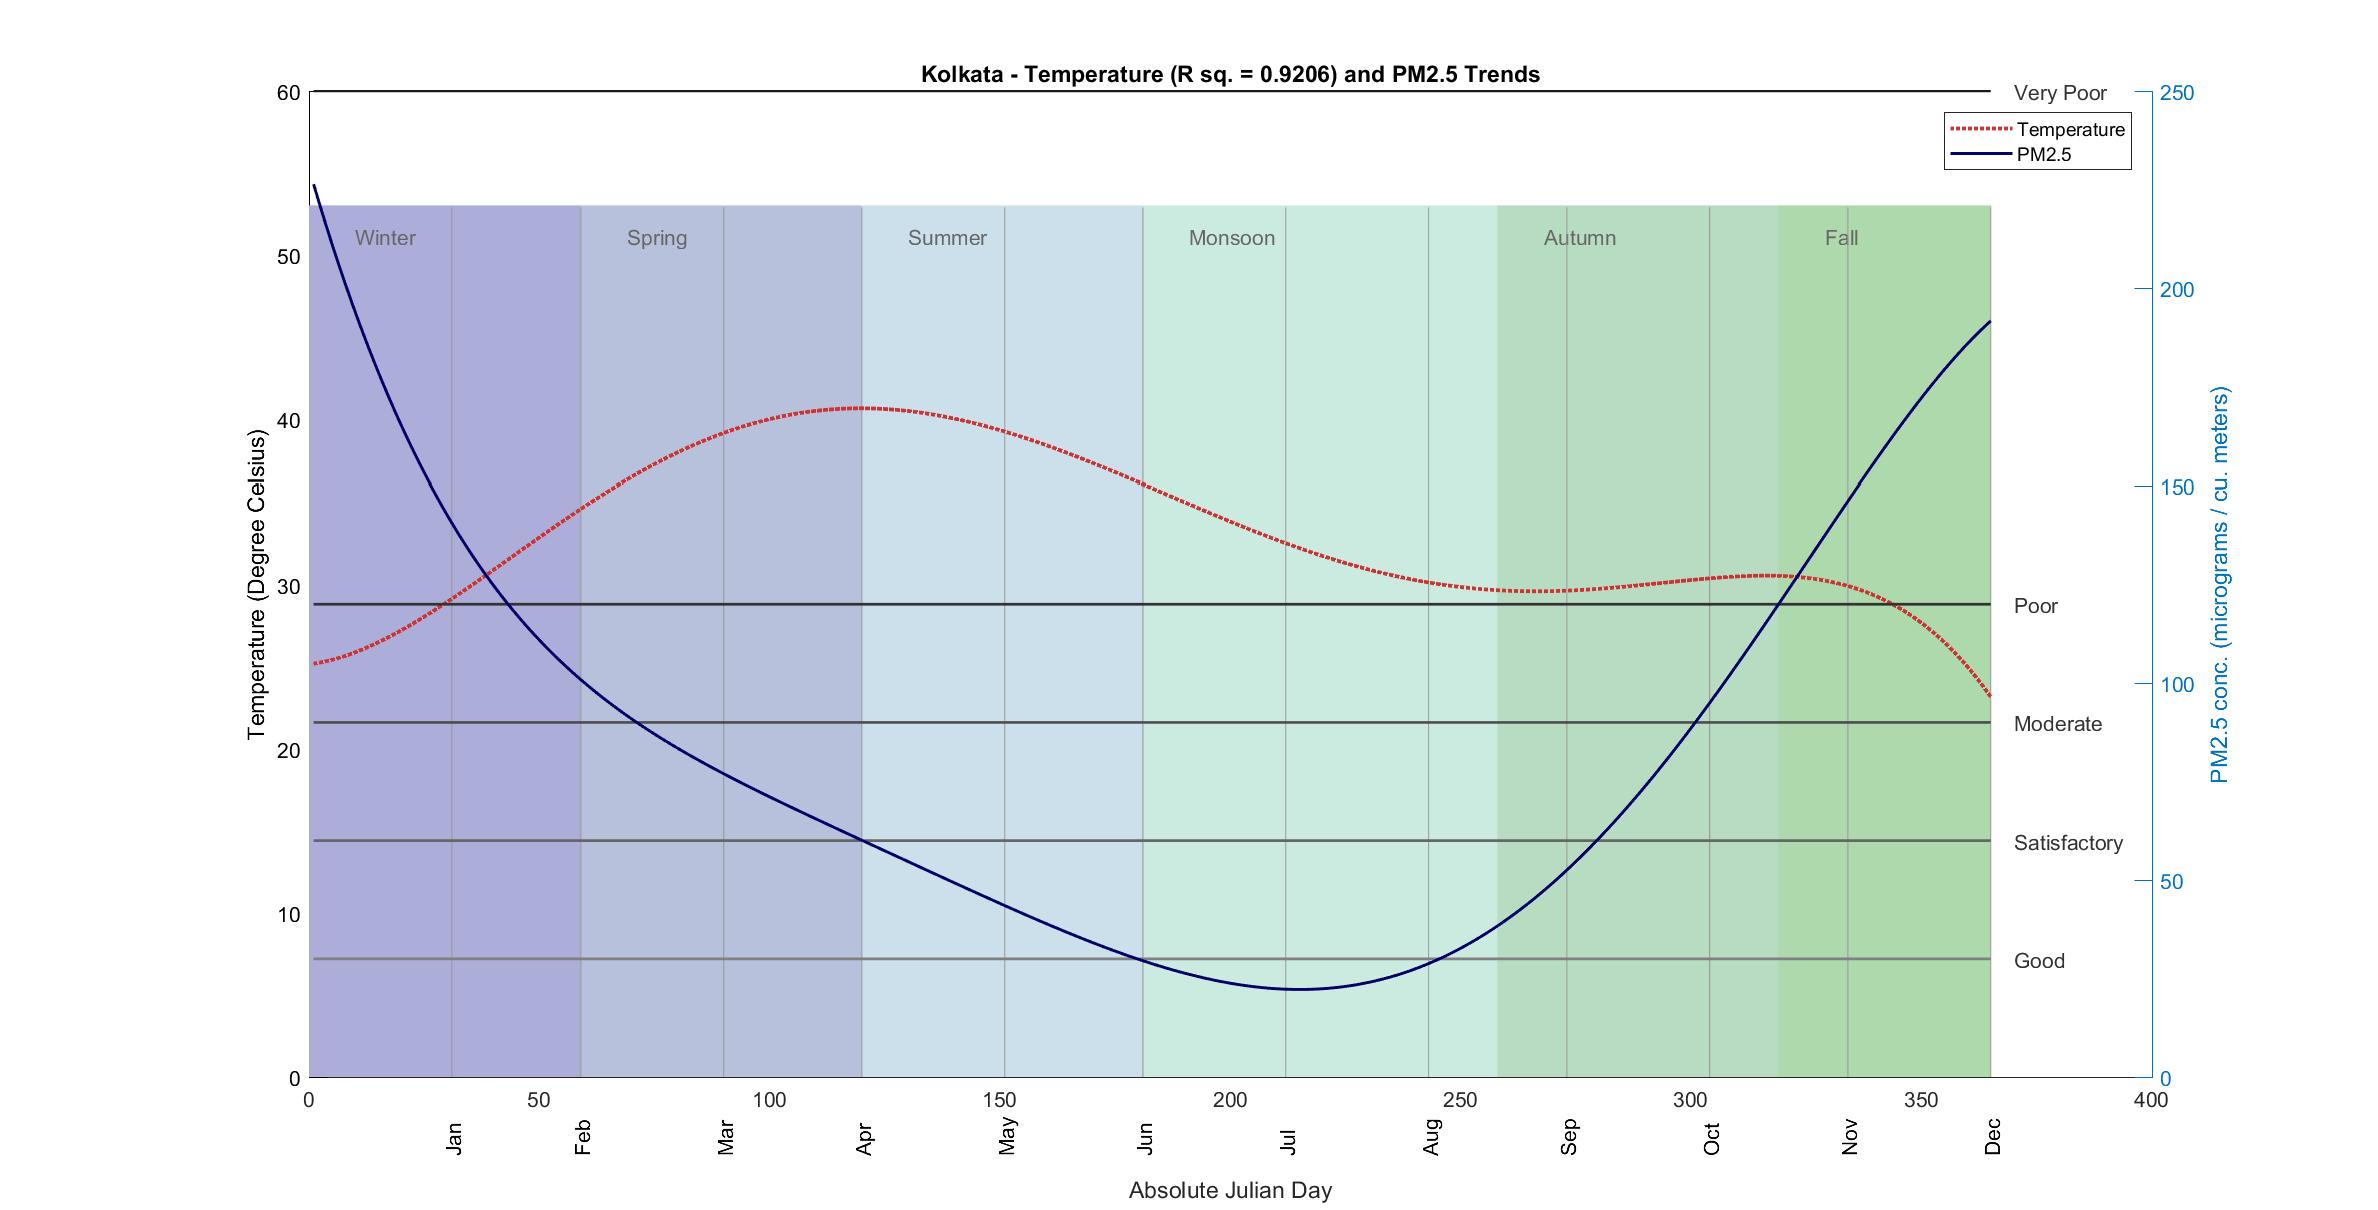 Kolkata - Temperature (R sq. = 0.9206) and PM2.5 Trends
60
50
40
30
20
10
0
Temperature (Degree Celsius)
Very Poor
Temperature
PM2.5
Winter
Spring
Summer
Monsoon
Autumn
Fall
Poor
Moderate
Satisfactory
Good
250
200
150
100
50
0
PM2.5 conc. (micrograms / cu. meters)
0 50 100 150 200 250 300 350 400
Jan Feb Mar Apr May Jun Jul Aug Sep Oct Nov Dec
Absolute Julian Day